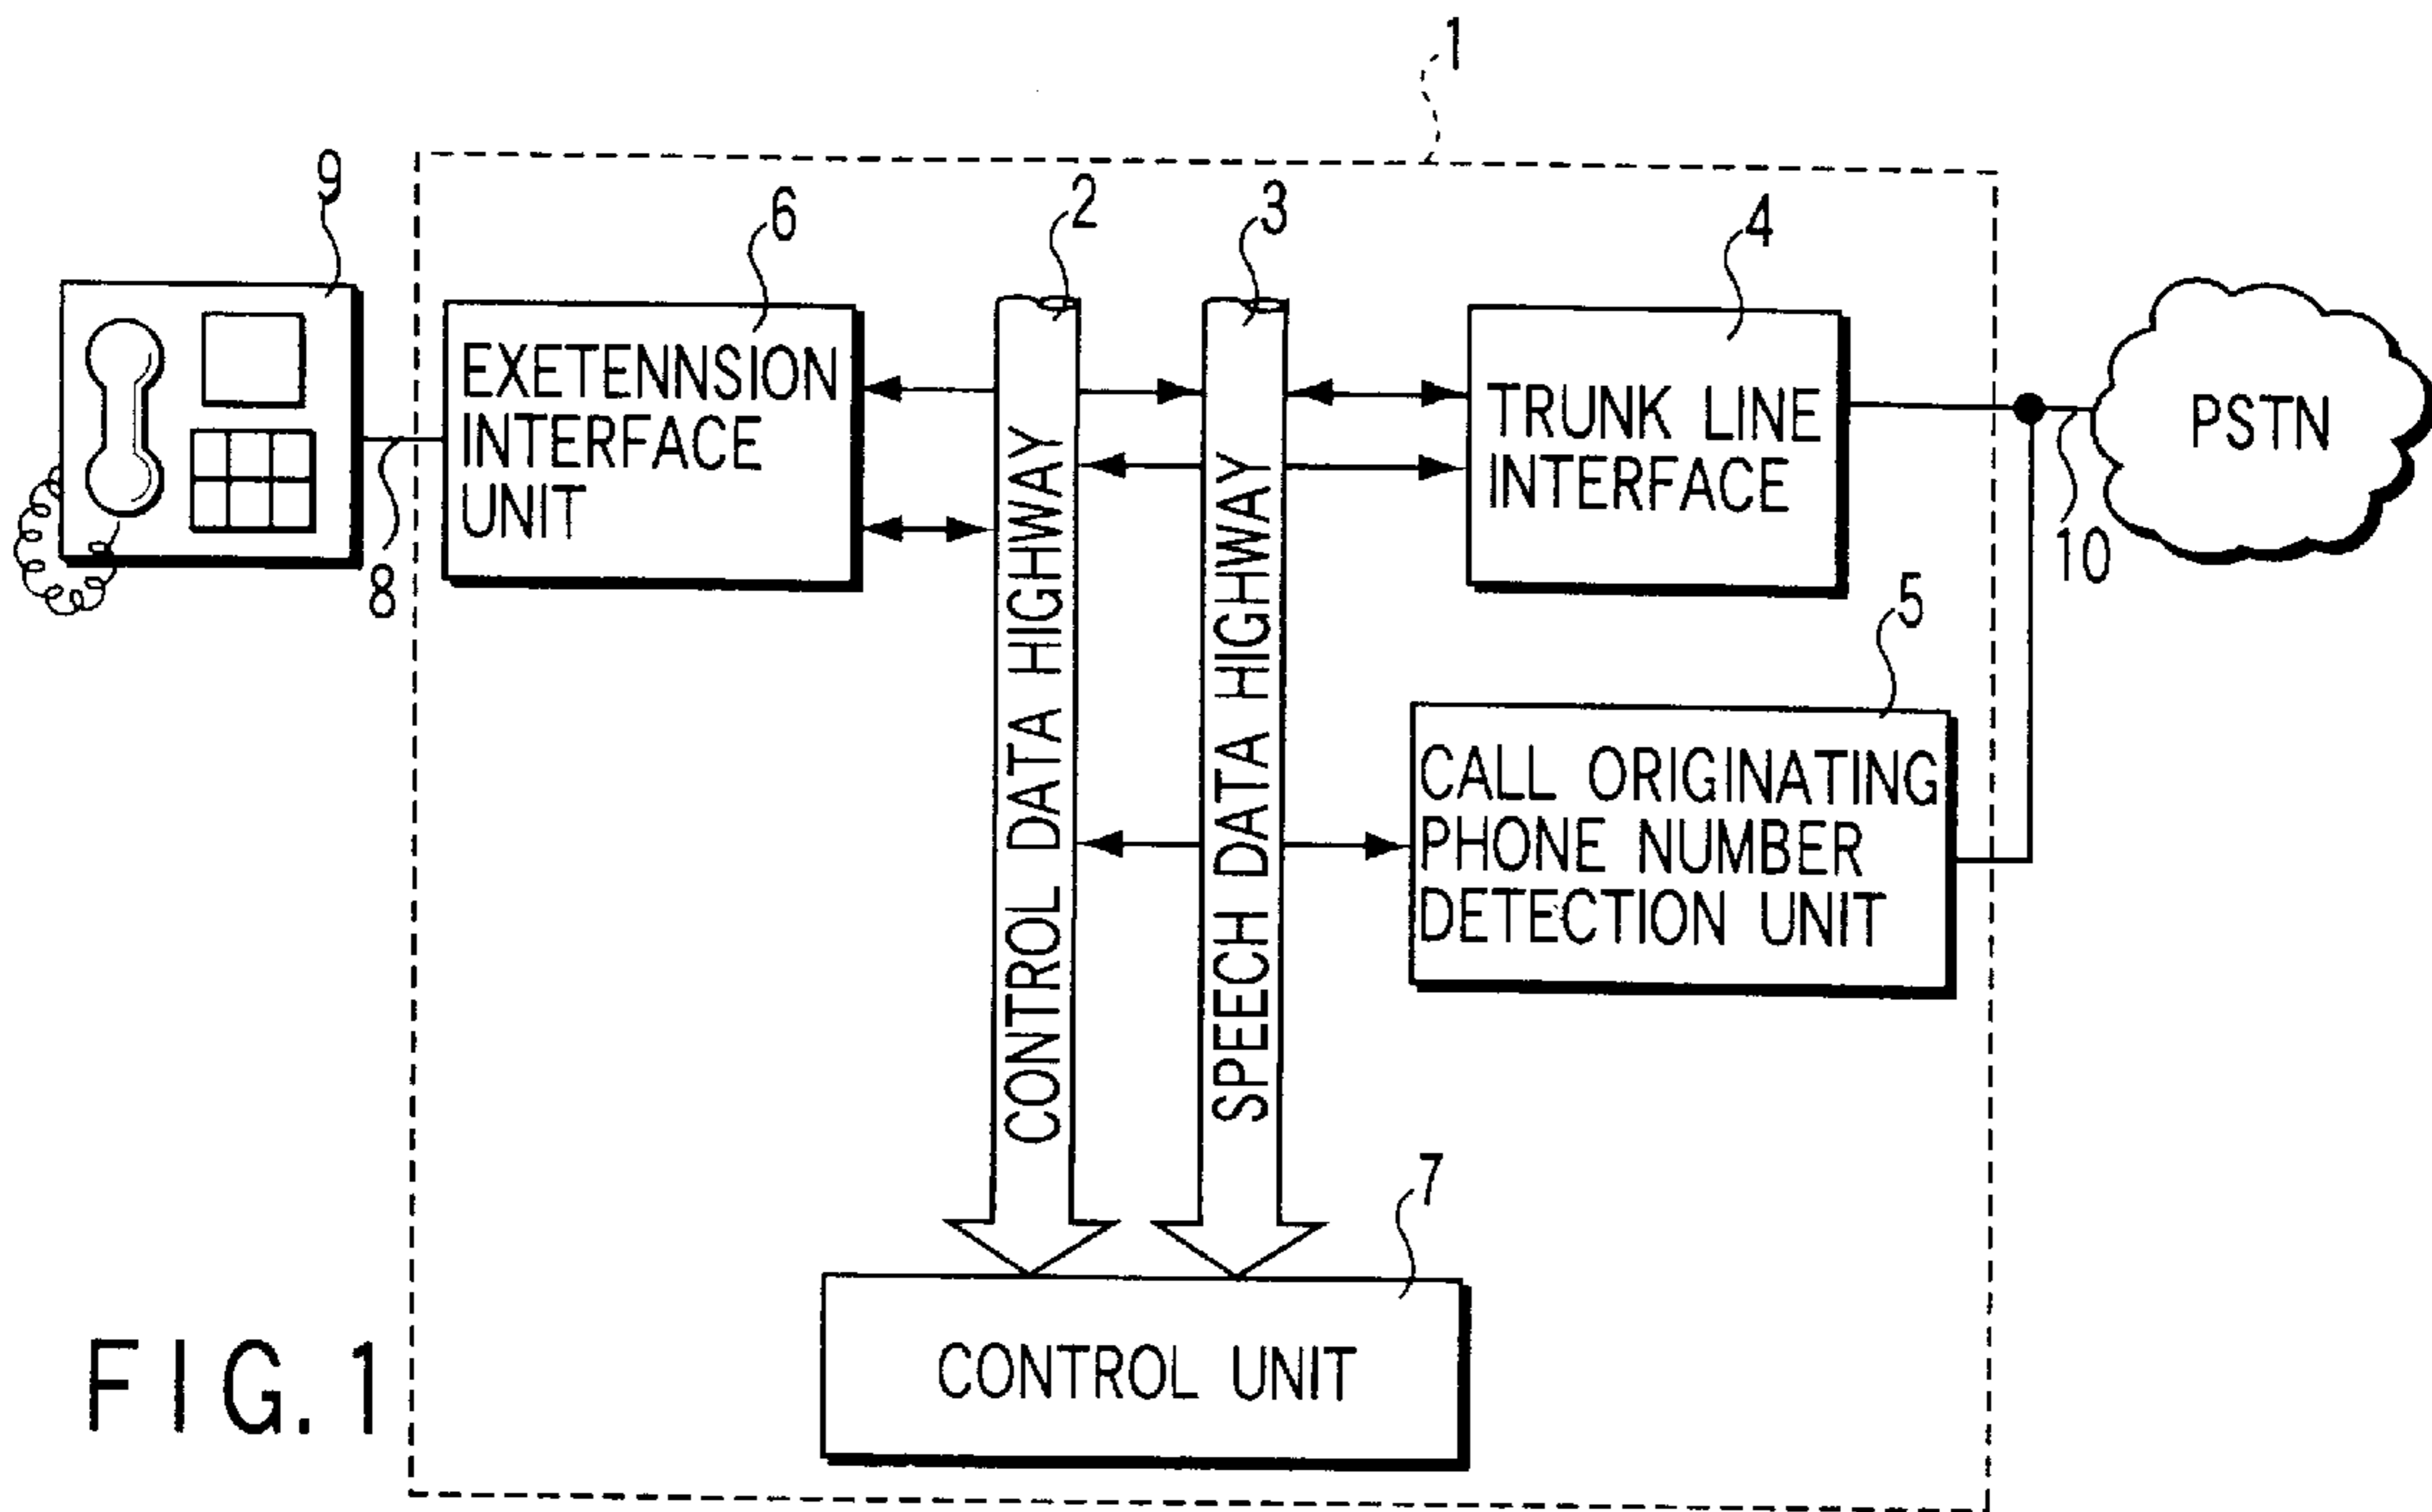 1
9
6
2
3
4
EXETENNSION
INTERFACE
UNIT
TRUNK LINE
INTERFACE
PSTN
8
10
5
CONTROL DATA HIGHWAY
SPEECH DATA HIGHWAY
CALL ORIGINATING
PHONE NUMBER
DETECTION UNIT
7
CONTROL UNIT
FIG. 1